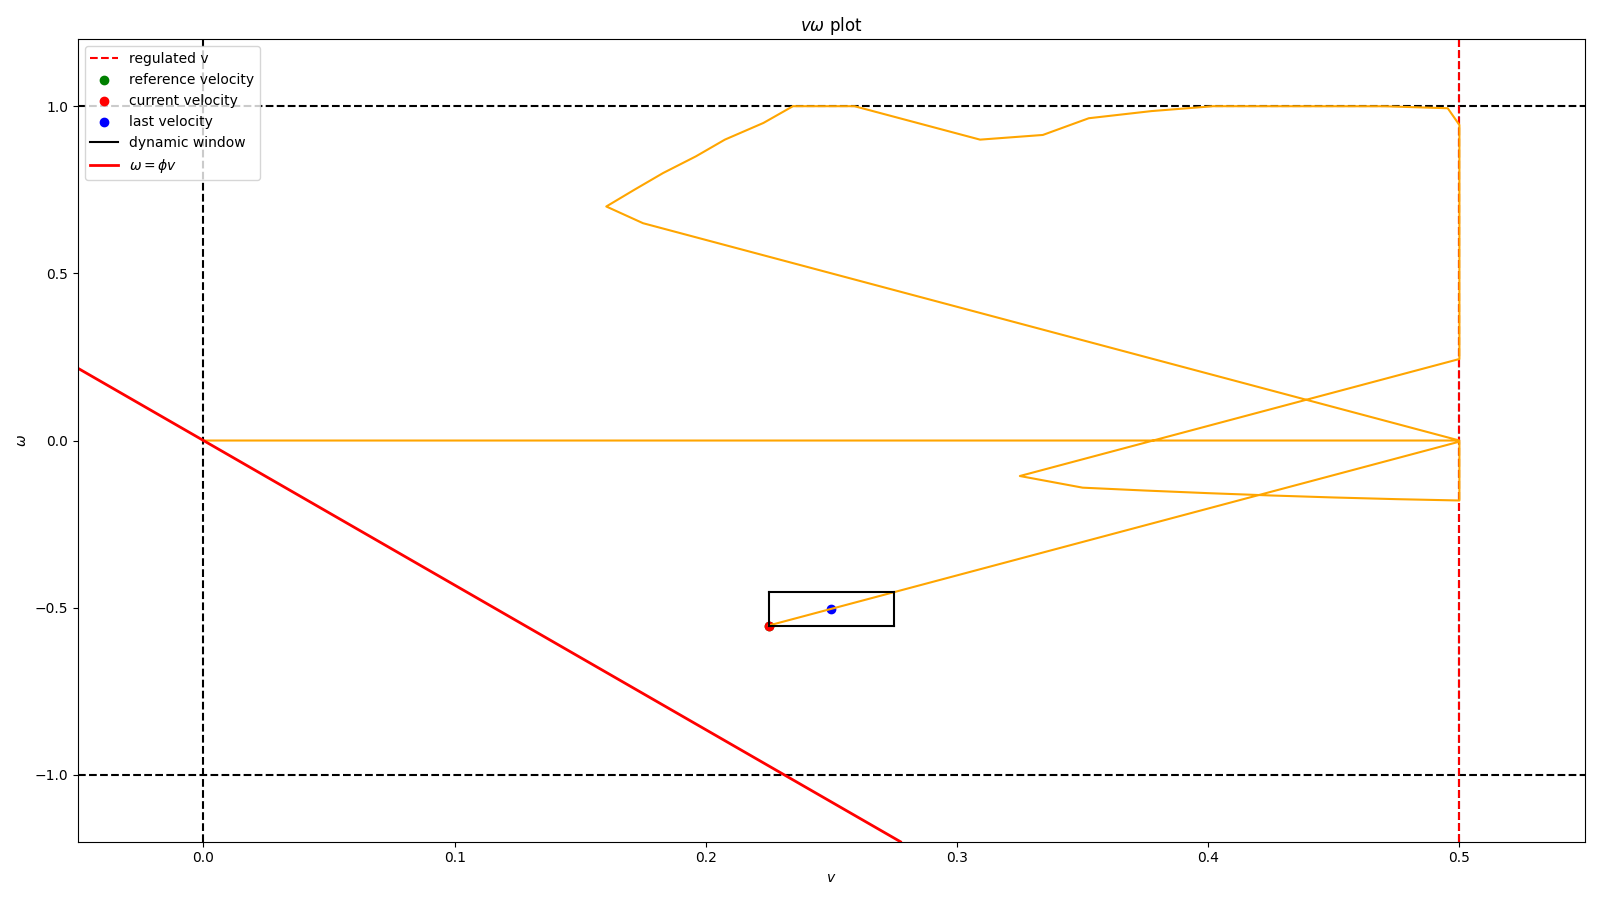 vω plot
regulated v
reference velocity
current velocity
last velocity
dynamic window
ω = ϕv
1.0
0.5
0.0
−0.5
−1.0
ω
0.0 0.1 0.2 0.3 0.4 0.5
v